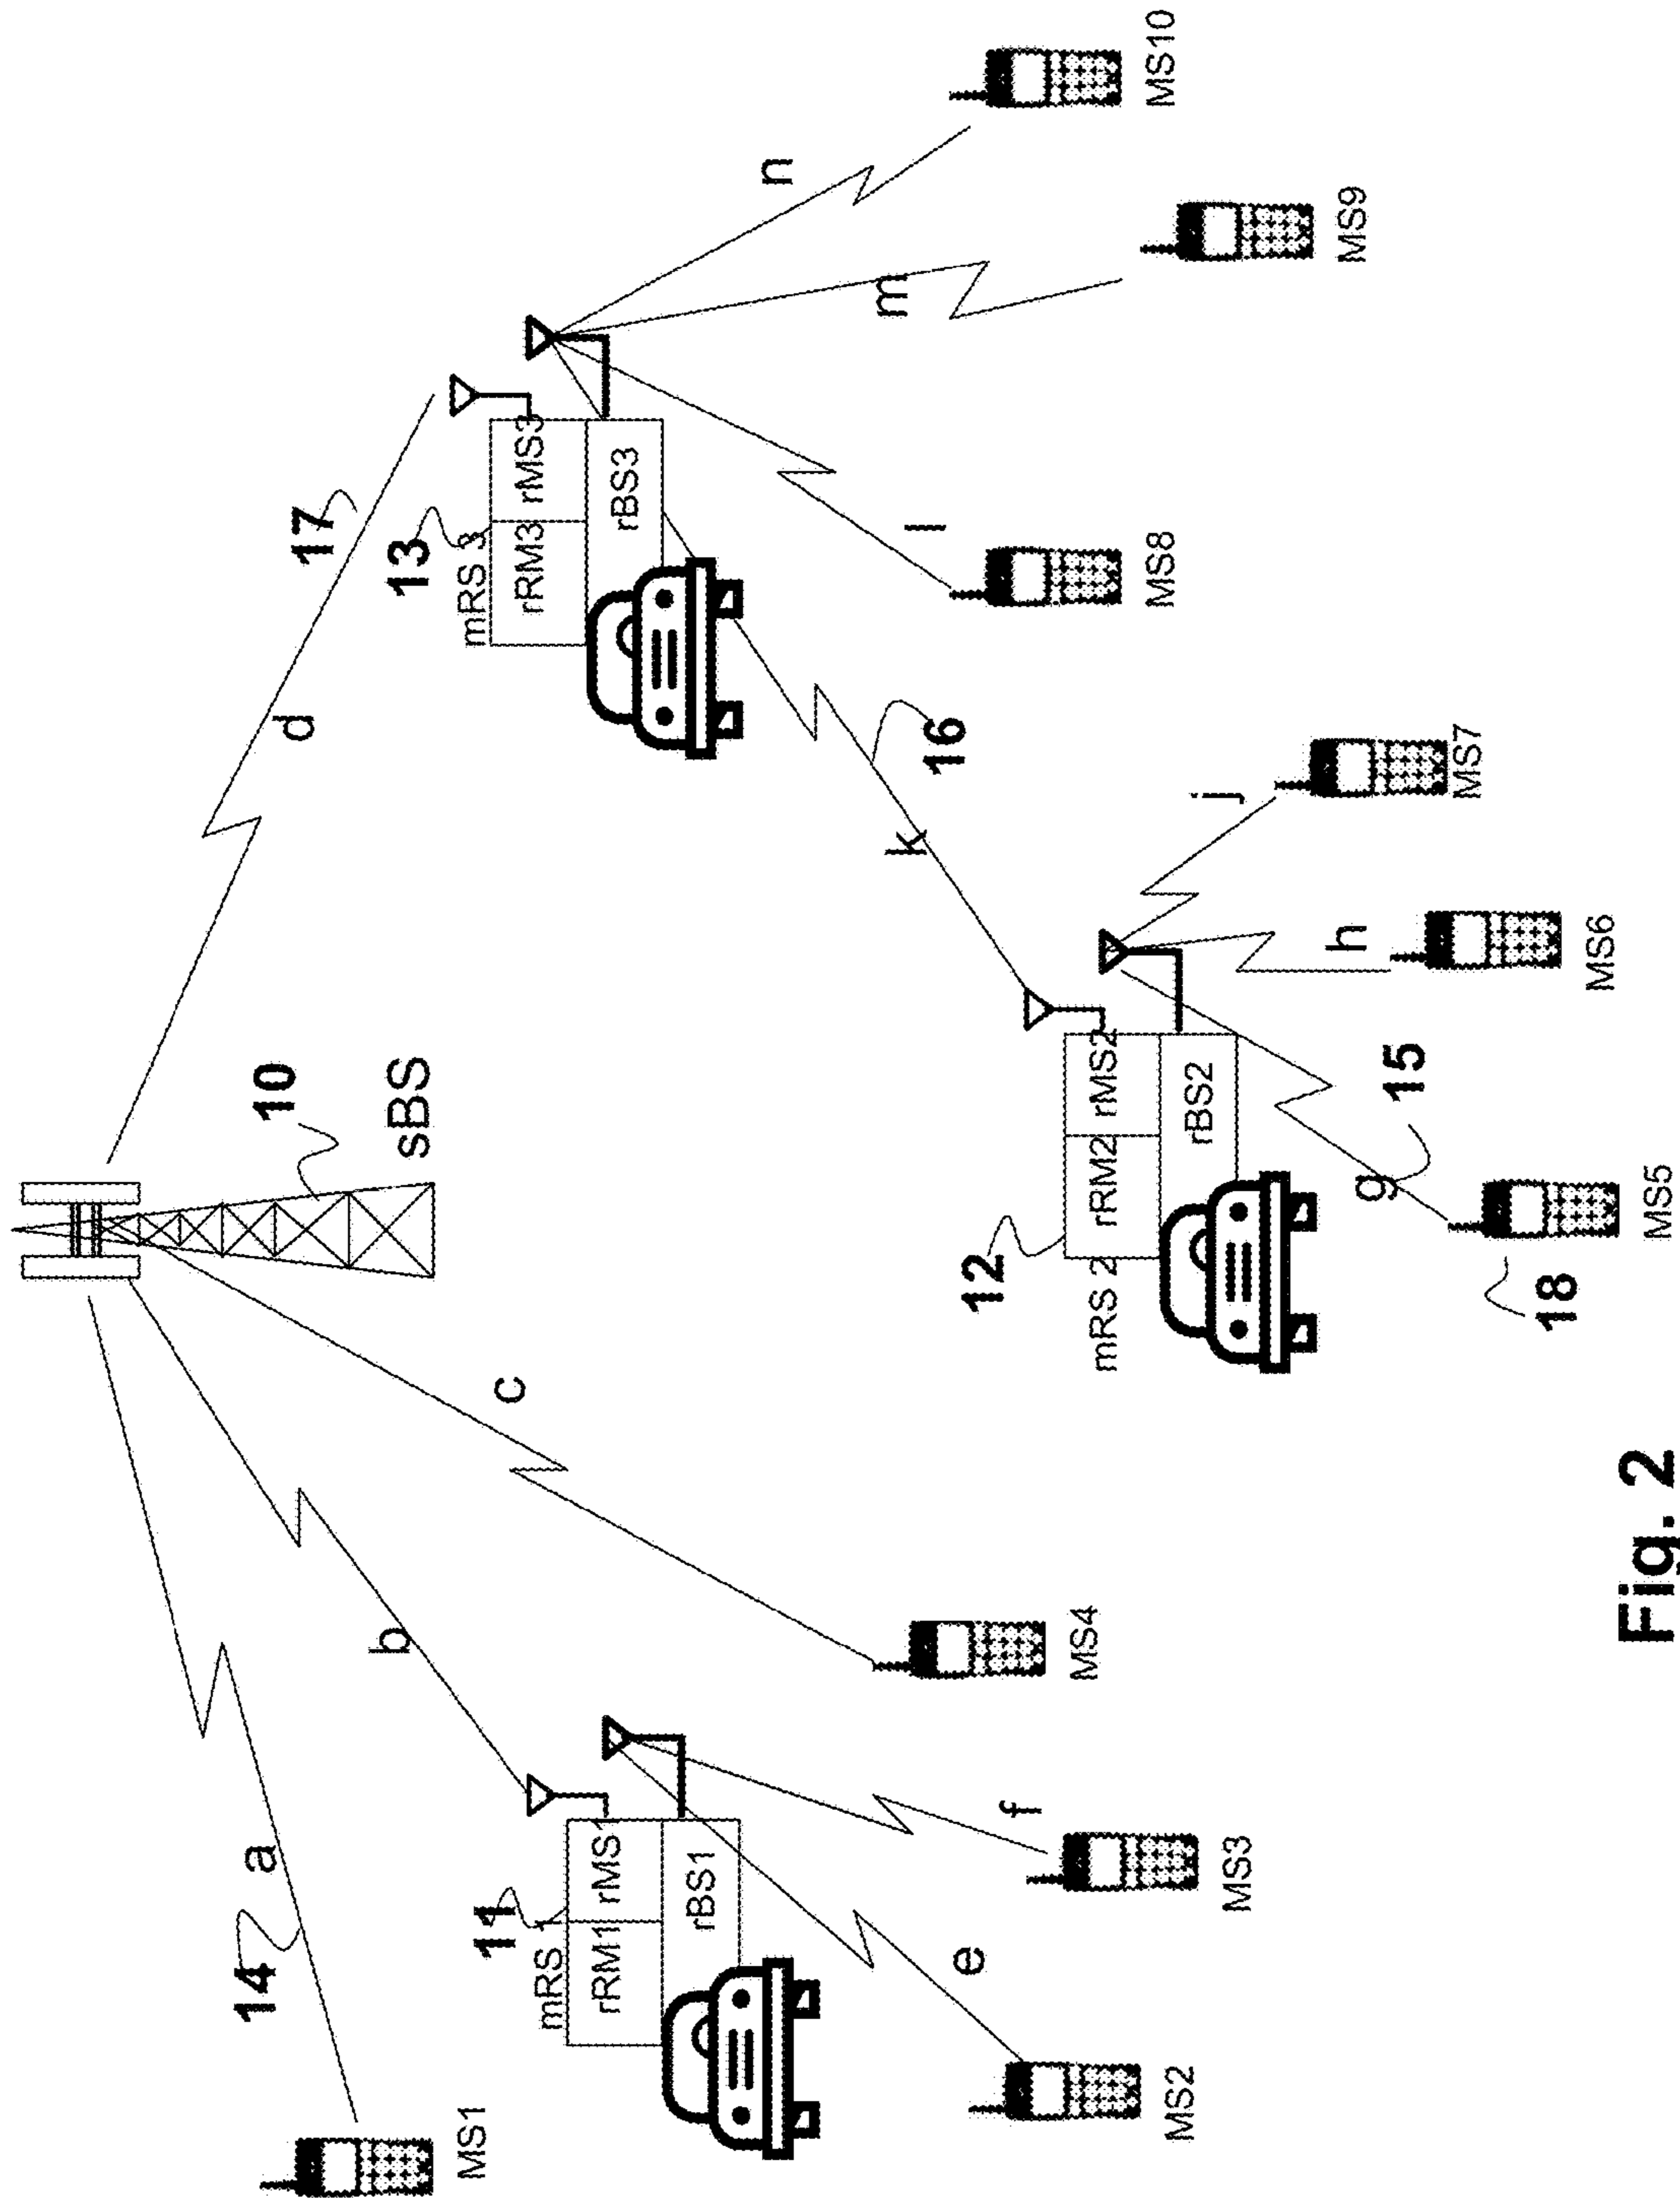 10
sBS
17
d
14
a
b
c
MS1
11
mRS 1
rRM1
rMS1
rBS1
e
f
MS2
MS3
MS4
13
mRS 3
rRM3
rMS3
rBS3
n
m
l
MS8
MS9
MS10
16
k
12
mRS 2
rRM2
rMS2
rBS2
j
h
g
15
18
MS5
MS6
MS7
Fig. 2